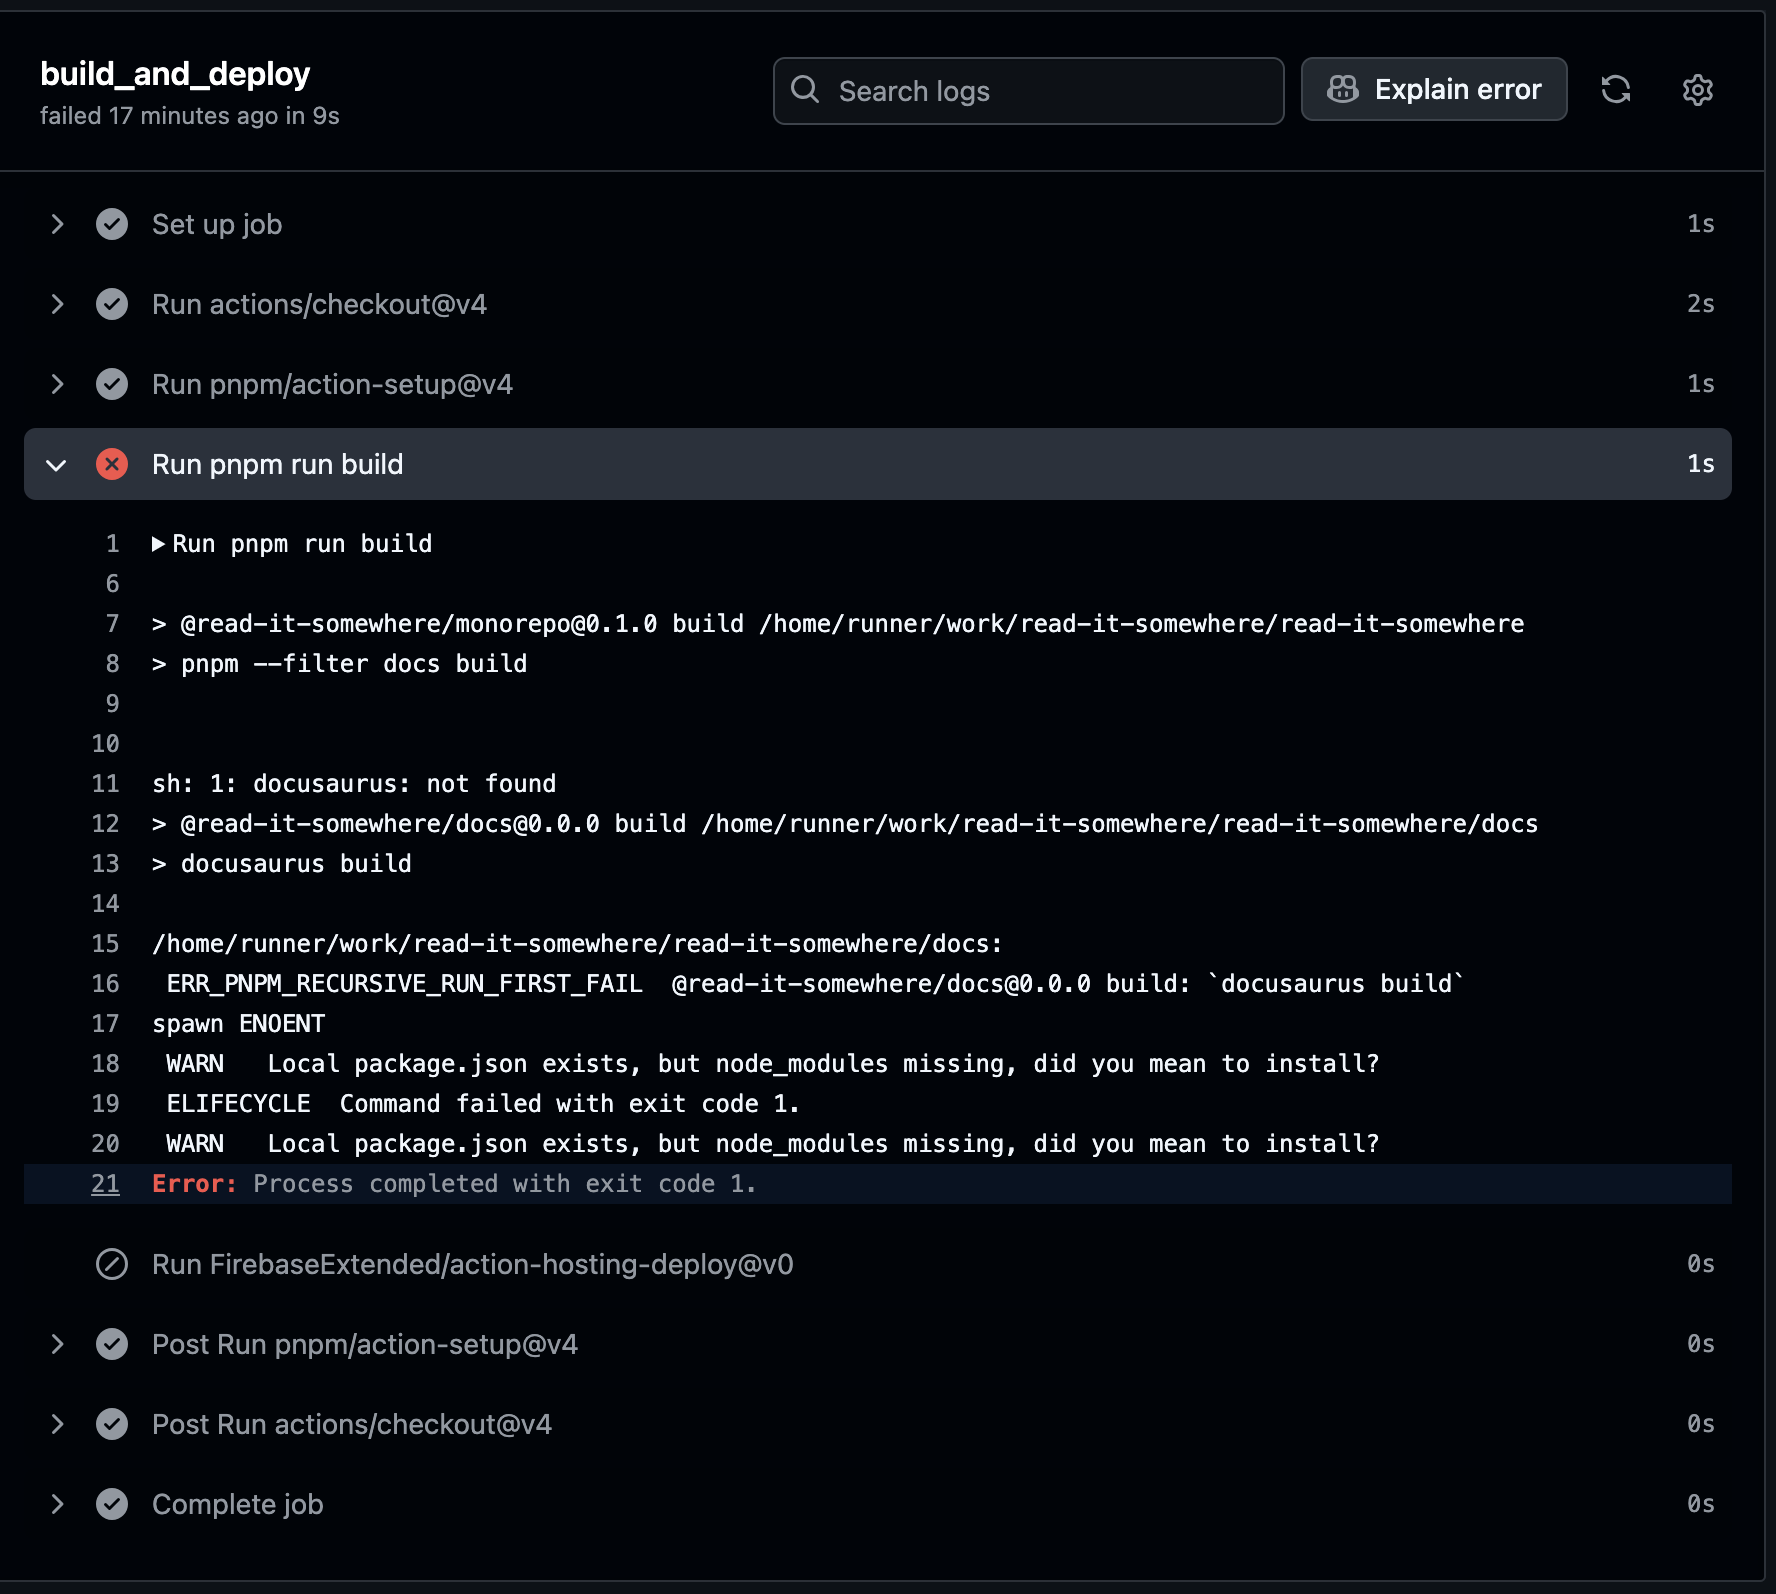 build_and_deploy
failed 17 minutes ago in 9s
Search logs
Explain error
Set up job 1s
Run actions/checkout@v4 2s
Run pnpm/action-setup@v4 1s
Run pnpm run build 1s
1 Run pnpm run build
6
7 > @read-it-somewhere/monorepo@0.1.0 build /home/runner/work/read-it-somewhere/read-it-somewhere
8 > pnpm --filter docs build
9
10
11 sh: 1: docusaurus: not found
12 > @read-it-somewhere/docs@0.0.0 build /home/runner/work/read-it-somewhere/read-it-somewhere/docs
13 > docusaurus build
14
15 /home/runner/work/read-it-somewhere/read-it-somewhere/docs:
16 ERR_PNPM_RECURSIVE_RUN_FIRST_FAIL @read-it-somewhere/docs@0.0.0 build: `docusaurus build`
17 spawn ENOENT
18 WARN Local package.json exists, but node_modules missing, did you mean to install?
19 ELIFECYCLE Command failed with exit code 1.
20 WARN Local package.json exists, but node_modules missing, did you mean to install?
21 Error: Process completed with exit code 1.
Run FirebaseExtended/action-hosting-deploy@v0 0s
Post Run pnpm/action-setup@v4 0s
Post Run actions/checkout@v4 0s
Complete job 0s